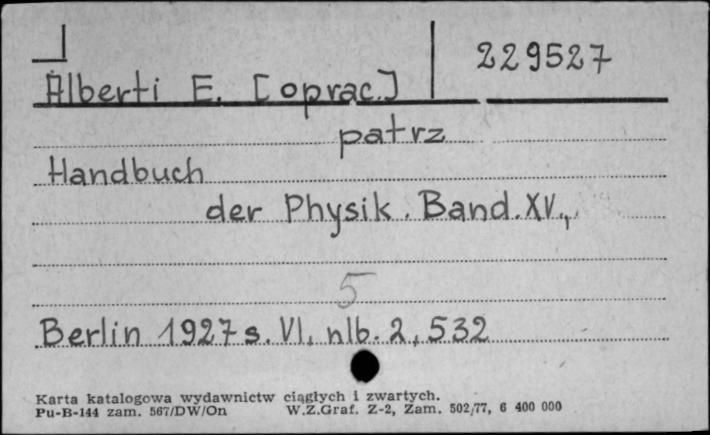 229527
Alberti E. [oprac.]
patrz
Handbuch
der Physik. Band. XV.,
5
Berlin 1927 s. VI, nlb. 2, 532
Karta katalogowa wydawnictw ciągłych i zwartych.
Pu-B-144 zam. 567/DW/On W.Z.Graf. Z-2, Zam. 502/77, 6 400 000